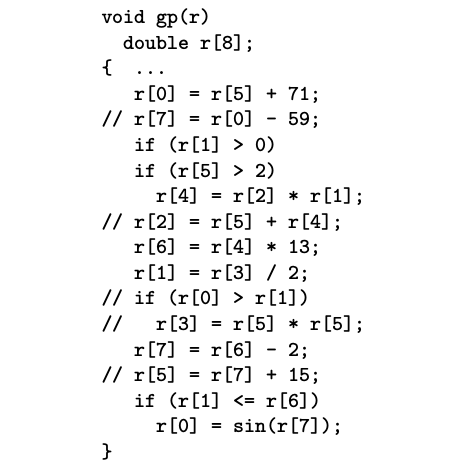 void gp(r)
  double r[8];
{  ...
   r[0] = r[5] + 71;
// r[7] = r[0] - 59;
   if (r[1] > 0)
   if (r[5] > 2)
     r[4] = r[2] * r[1];
// r[2] = r[5] + r[4];
   r[6] = r[4] * 13;
   r[1] = r[3] / 2;
// if (r[0] > r[1])
//   r[3] = r[5] * r[5];
   r[7] = r[6] - 2;
// r[5] = r[7] + 15;
   if (r[1] <= r[6])
     r[0] = sin(r[7]);
}